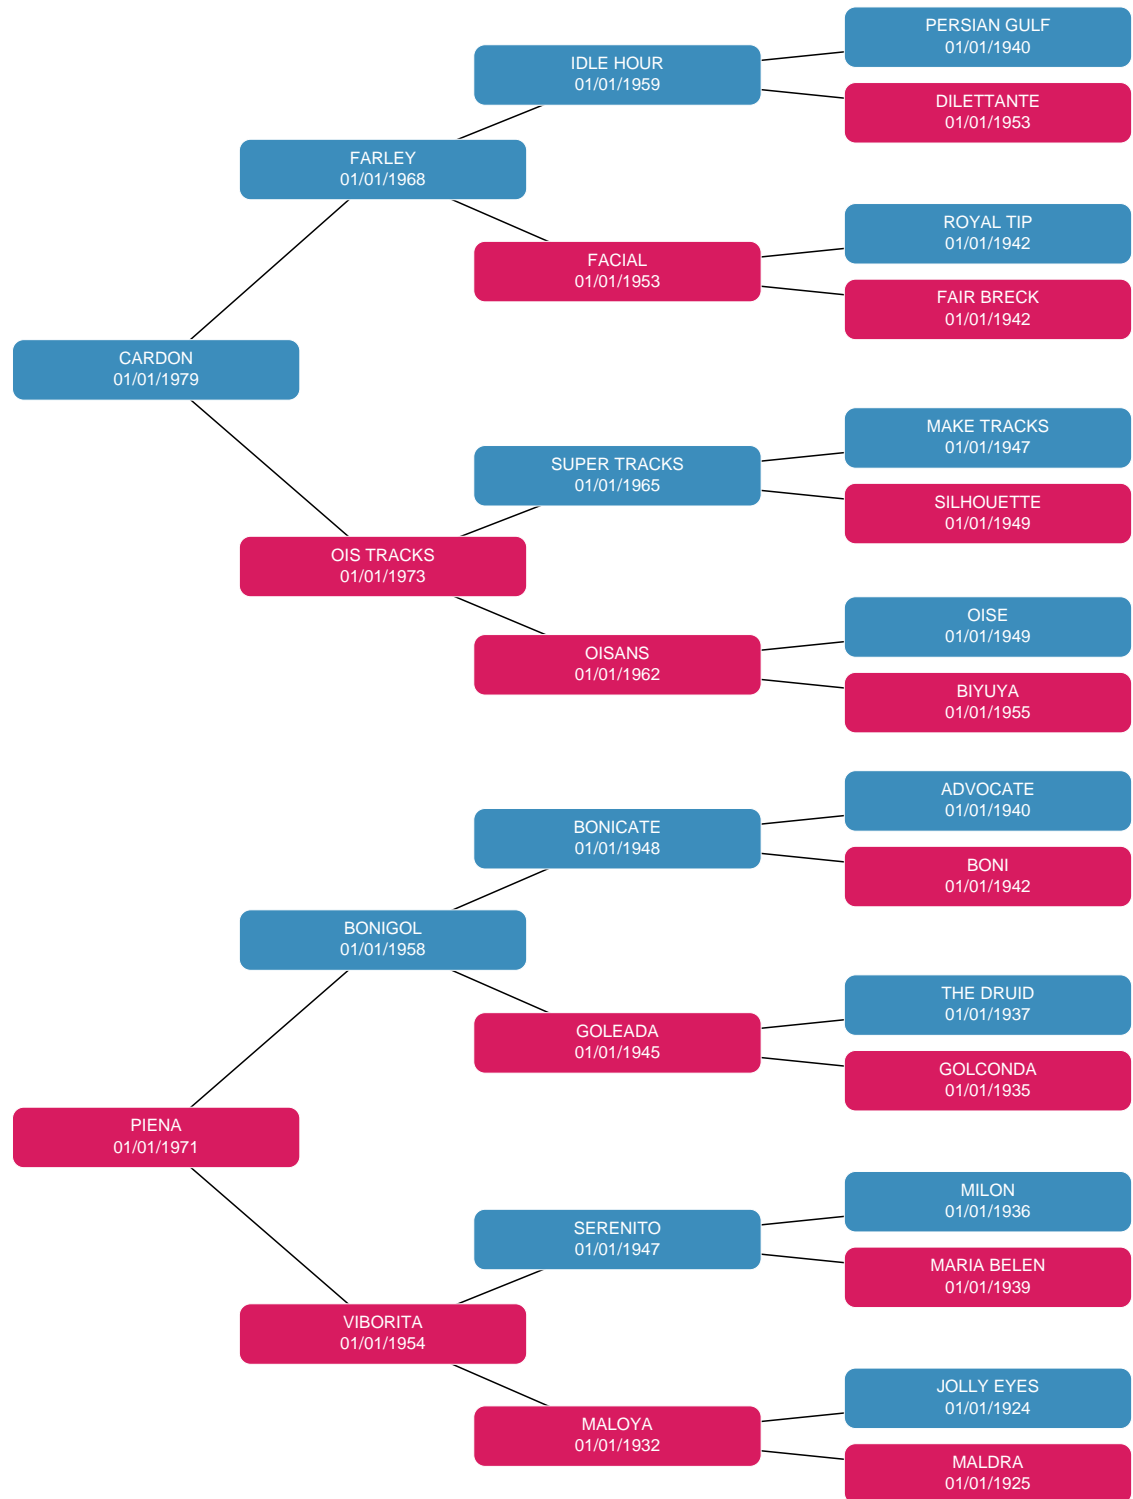 PERSIAN GULF
01/01/1940
IDLE HOUR
01/01/1959
DILETTANTE
01/01/1953
FARLEY
01/01/1968
ROYAL TIP
01/01/1942
FACIAL
01/01/1953
FAIR BRECK
01/01/1942
CARDON
01/01/1979
MAKE TRACKS
01/01/1947
SUPER TRACKS
01/01/1965
SILHOUETTE
01/01/1949
OIS TRACKS
01/01/1973
OISE
01/01/1949
OISANS
01/01/1962
BIYUYA
01/01/1955
ADVOCATE
01/01/1940
BONICATE
01/01/1948
BONI
01/01/1942
BONIGOL
01/01/1958
THE DRUID
01/01/1937
GOLEADA
01/01/1945
GOLCONDA
01/01/1935
PIENA
01/01/1971
MILON
01/01/1936
SERENITO
01/01/1947
MARIA BELEN
01/01/1939
VIBORITA
01/01/1954
JOLLY EYES
01/01/1924
MALOYA
01/01/1932
MALDRA
01/01/1925